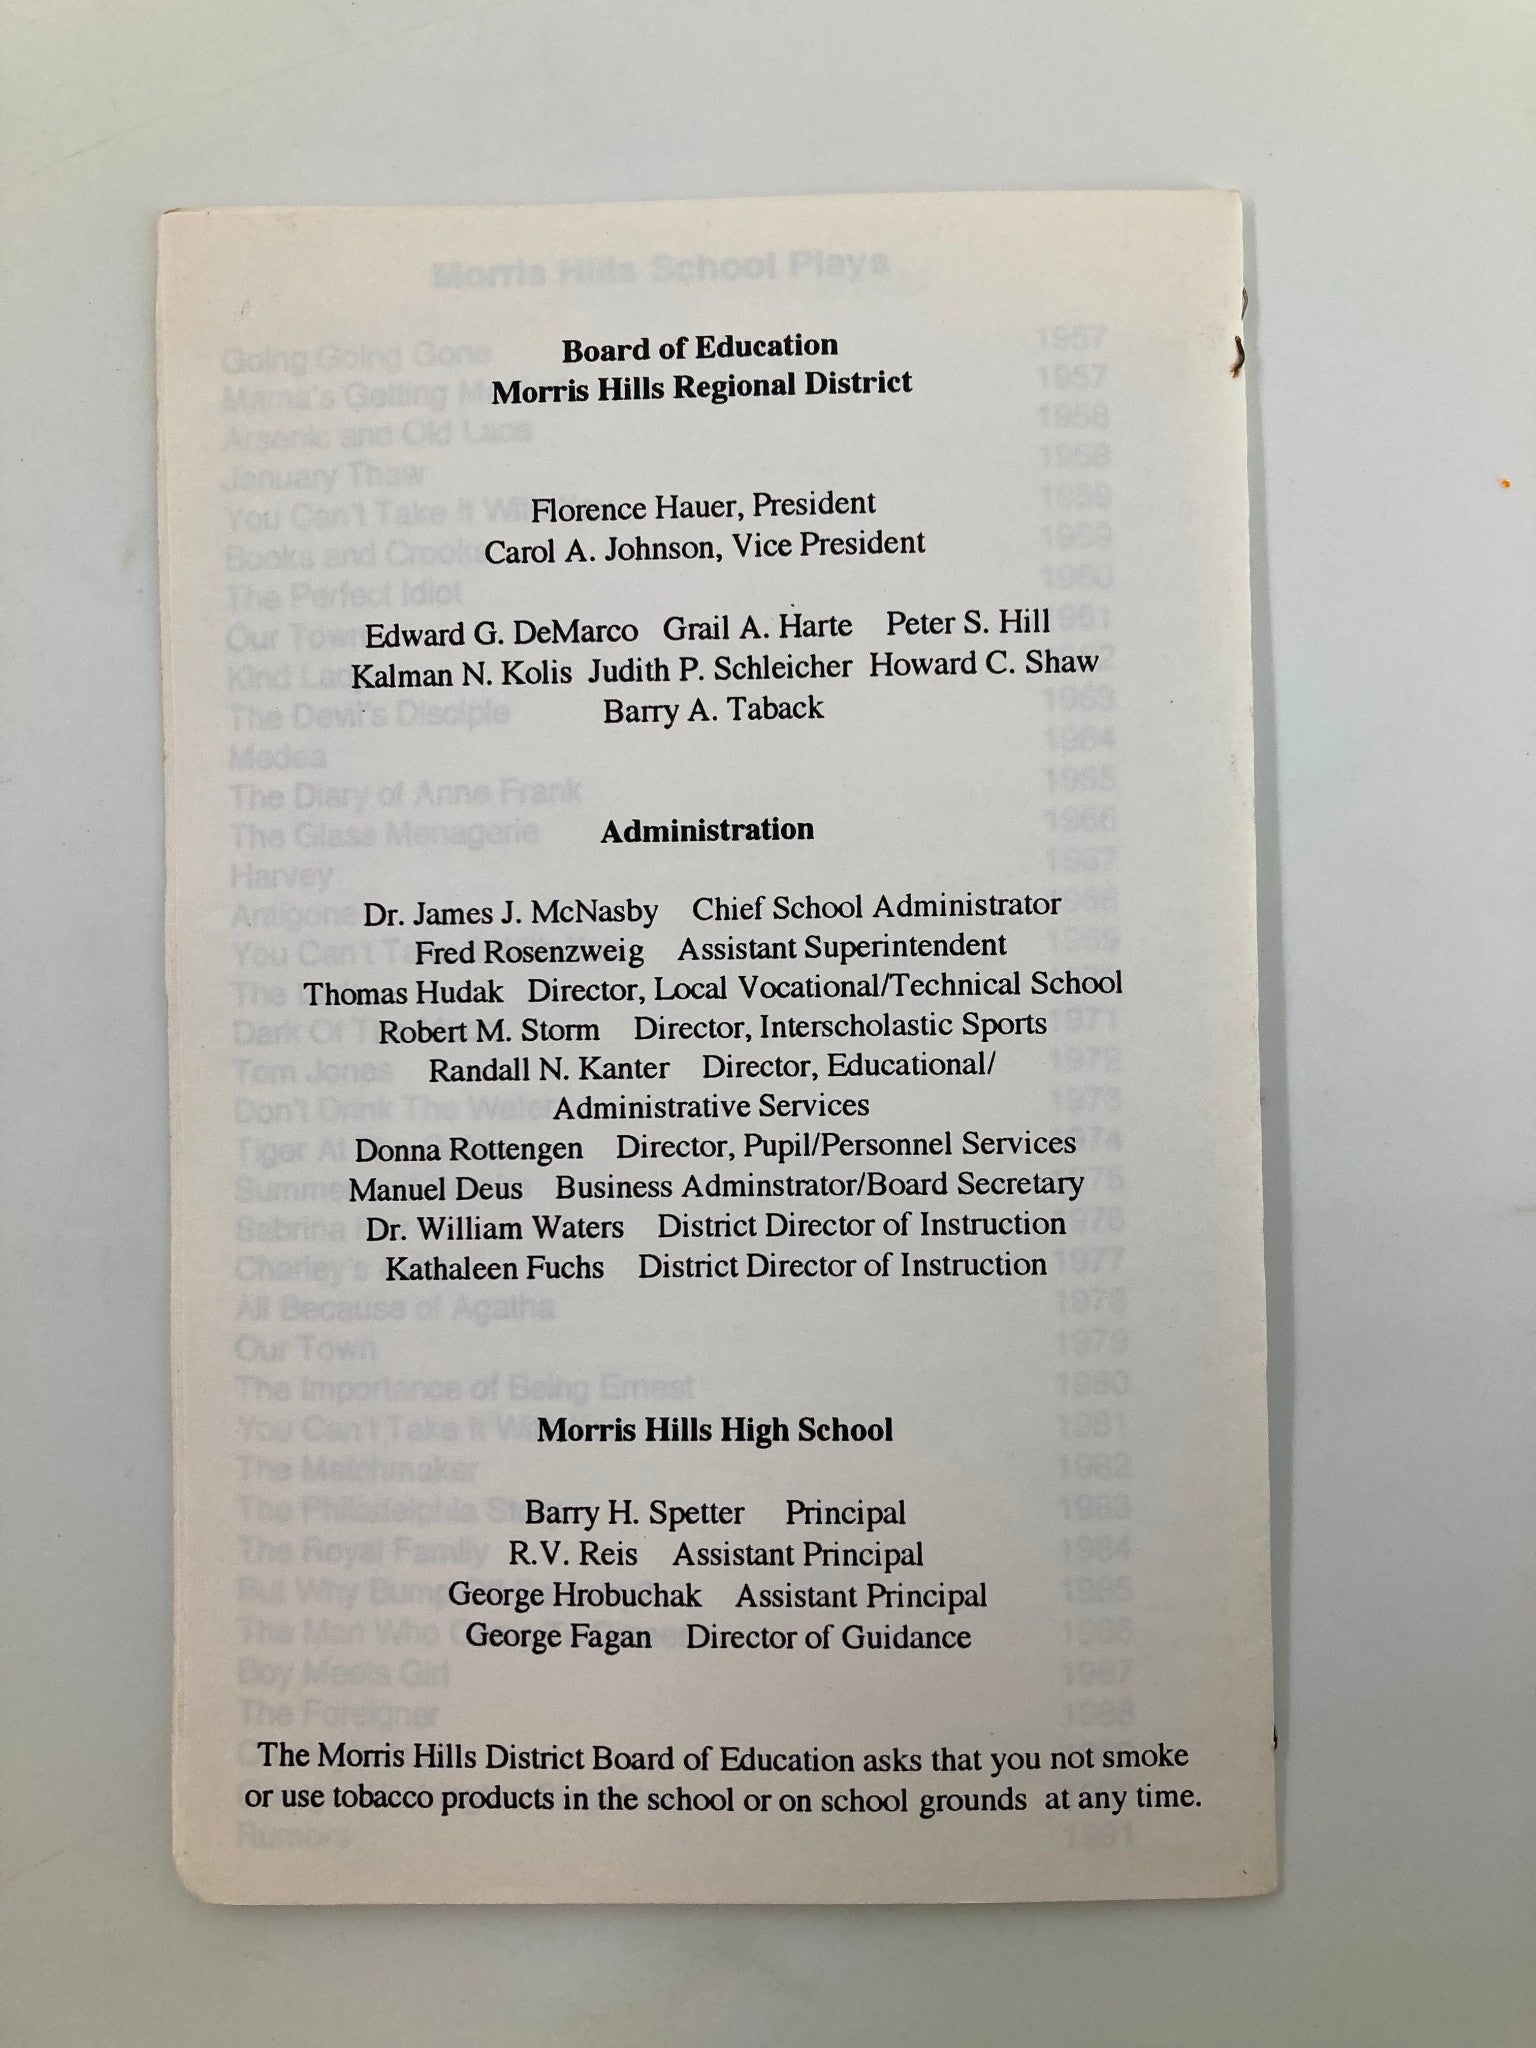 Board of Education
Morris Hills Regional District
Florence Hauer, President
Carol A. Johnson, Vice President
Edward G. DeMarco Grail A. Harte Peter S. Hill
Kalman N. Kolis Judith P. Schleicher Howard C. Shaw
Barry A. Taback
Administration
Dr. James J. McNasby Chief School Administrator
Fred Rosenzweig Assistant Superintendent
Thomas Hudak Director, Local Vocational/Technical School
Robert M. Storm Director, Interscholastic Sports
Randall N. Kanter Director, Educational/
Administrative Services
Donna Rottengen Director, Pupil/Personnel Services
Manuel Deus Business Adminstrator/Board Secretary
Dr. William Waters District Director of Instruction
Kathaleen Fuchs District Director of Instruction
Morris Hills High School
Barry H. Spetter Principal
R.V. Reis Assistant Principal
George Hrobuchak Assistant Principal
George Fagan Director of Guidance
The Morris Hills District Board of Education asks that you not smoke
or use tobacco products in the school or on school grounds at any time.